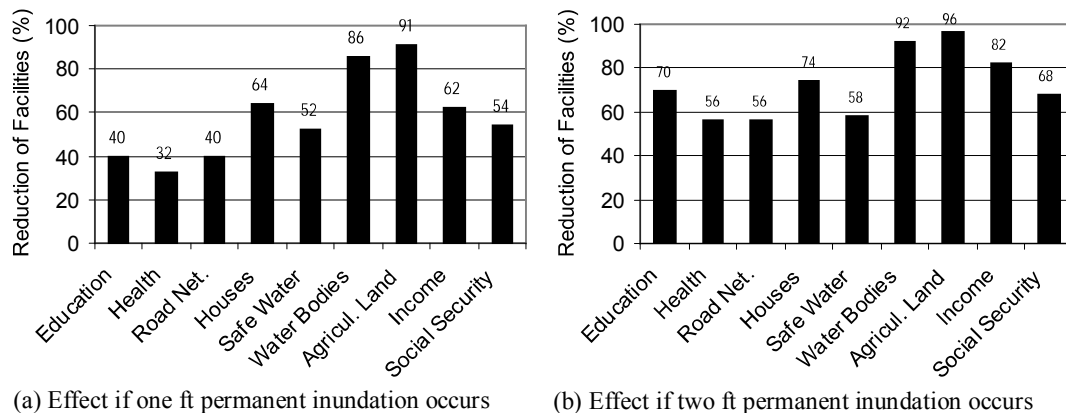 Reduction of Facilities (%)
100
80
60
40
20
0
40
32
40
64
52
86
91
62
54
Education
Health
Road Net.
Houses
Safe Water
Water Bodies
Agricul. Land
Income
Social Security
(a) Effect if one ft permanent inundation occurs
Reduction of Facilities (%)
100
80
60
40
20
0
70
56
56
74
58
92
96
82
68
Education
Health
Road Net.
Houses
Safe Water
Water Bodies
Agricul. Land
Income
Social Security
(b) Effect if two ft permanent inundation occurs